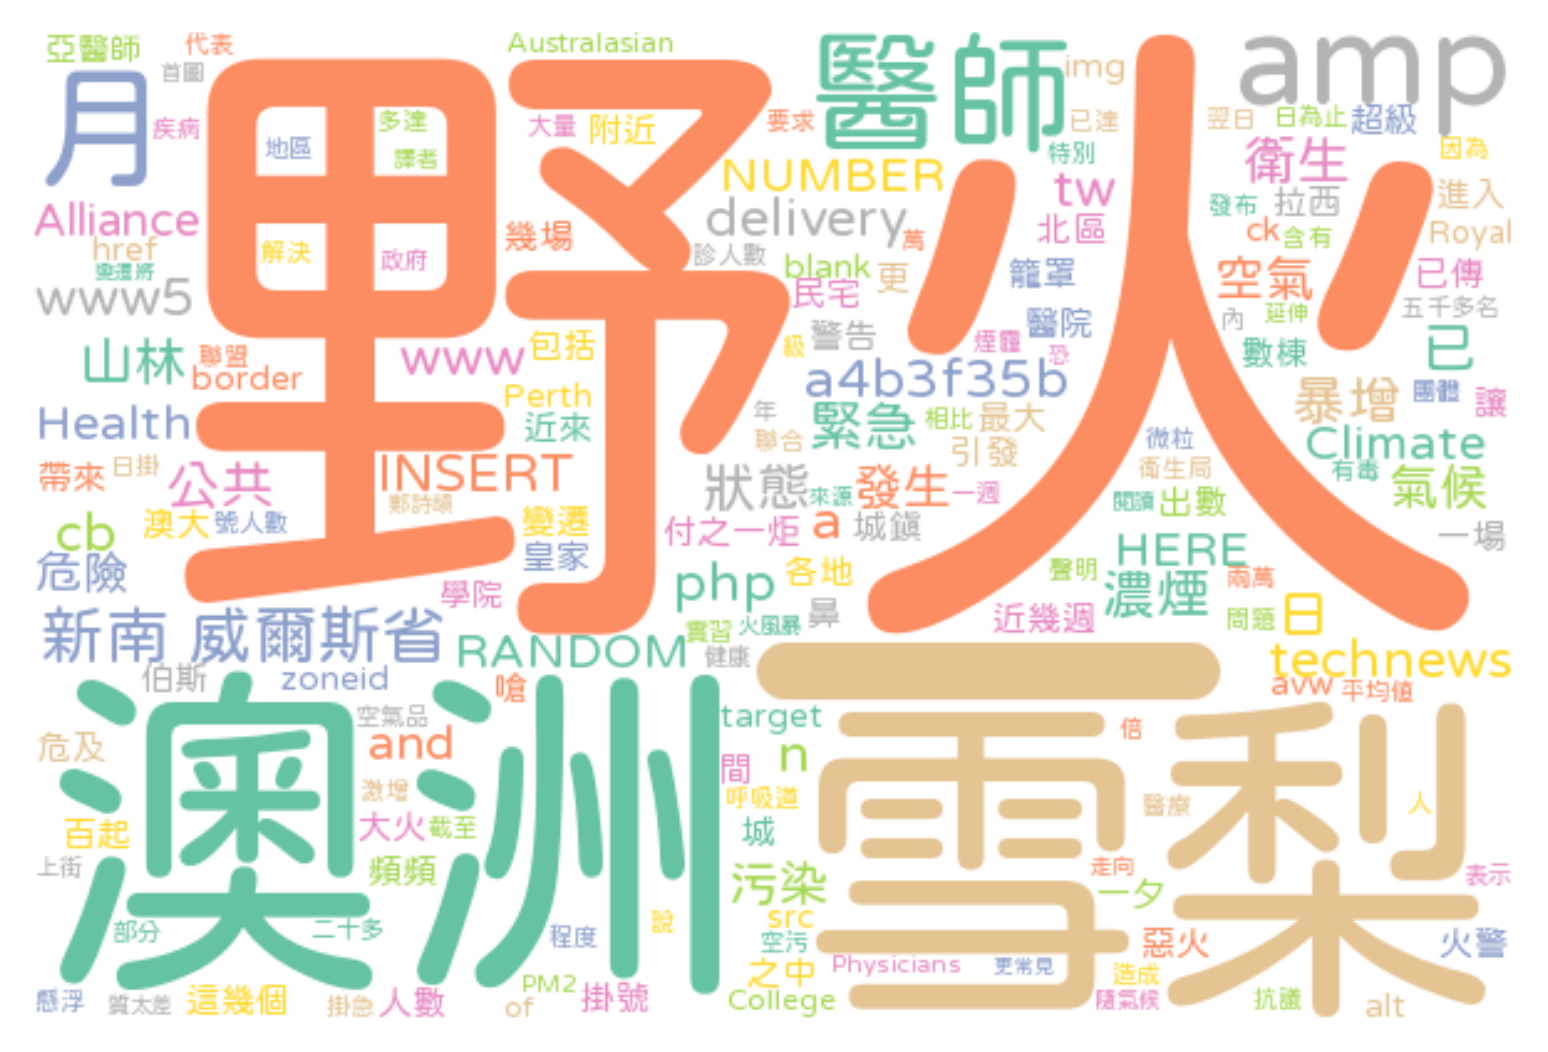 亞醫師
代表
Australasian
醫師
img
amp
首圖
月
疾病
野火
地區
多達
譯者
大量
附近
要求
已達
翌日
日為止
超級
因為
特別
衛生
NUMBER
tw
進入
Alliance
delivery
北區
發布
拉西
ck
含有
Royal
href
解決
政府
幾場
萬
診人數
blank
更
籠罩
空氣
已傳
www5
民宅
五千多名
醫院
內
延伸
山林
聯盟
border
www
包括
級
警告
煙霾
恐
數棟
已
Perth
a4b3f35b
暴增
團體
讓
Health
近來
年
緊急
相比
最大
聯合
引發
微粒
Climate
帶來
日掛
公共
INSERT
狀態
來源
發生
一週
衛生局
有毒
氣候
閱讀
出數
cb
澳大
號人數
變遷
付之一炬
a
城鎮
一場
危險
皇家
HERE
學院
php
各地
聲明
兩萬
濃煙
新南
威爾斯省
鼻
近幾週
問題
日
RANDOM
實習
火風暴
健康
technews
伯斯
zoneid
嗆
avw
平均值
澳洲
雪梨
空氣品
target
倍
危及
and
間
n
激增
呼吸道
醫療
人
百起
大火
截至
城
上街
頻頻
污染
走向
一夕
表示
部分
二十多
程度
說
src
空污
惡火
火警
之中
Physicians
更常見
造成
懸浮
質太差
這幾個
掛急
人數
of
PM2
掛號
College
隨氣候
抗議
alt